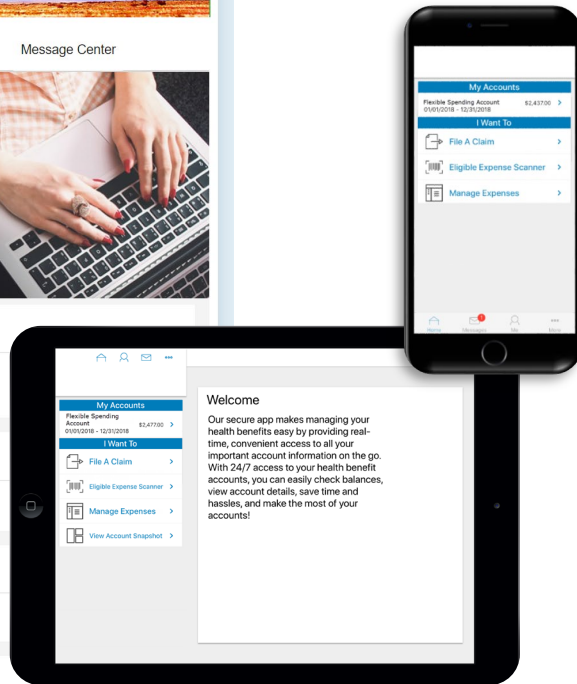 Message Center
My Accounts
Flexible Spending Account $2,437.00
01/01/2018 - 12/31/2018
I Want To
File A Claim
Eligible Expense Scanner
Manage Expenses
1
Home Messages Me More
My Accounts
Flexible Spending
Account $2,477.00
01/01/2018 - 12/31/2018
I Want To
File A Claim
Eligible Expense Scanner
Manage Expenses
View Account Snapshot
Welcome
Our secure app makes managing your
health benefits easy by providing real-
time, convenient access to all your
important account information on the go.
With 24/7 access to your health benefit
accounts, you can easily check balances,
view account details, save time and
hassles, and make the most of your
accounts!